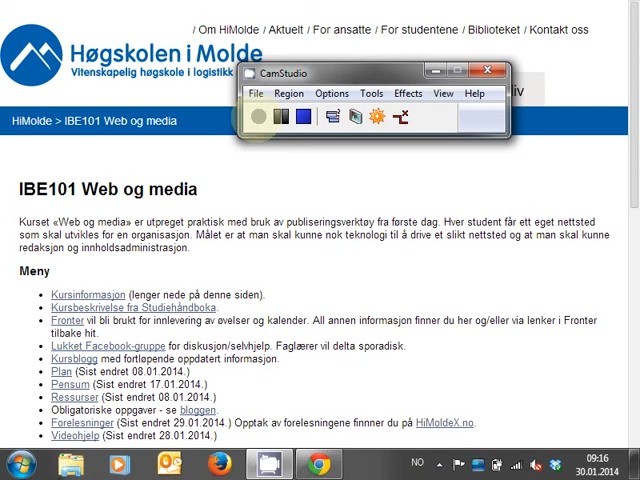 / Om HiMolde / Aktuelt / For ansatte / For studentene / Biblioteket / Kontakt oss
Høgskolen i Molde
Vitenskapelig høgskole i logistikk
CamStudio
File Region Options Tools Effects View Help
HiMolde > IBE101 Web og media
IBE101 Web og media
Kurset «Web og media» er utpreget praktisk med bruk av publiseringsverktøy fra første dag. Hver student får ett eget nettsted
som skal utvikles for en organisasjon. Målet er at man skal kunne nok teknologi til å drive et slikt nettsted og at man skal kunne
redaksjon og innholdsadministrasjon.
Meny
Kursinformasjon (lenger nede på denne siden).
Kursbeskrivelse fra Studiehåndboka.
Fronter vil bli brukt for innlevering av øvelser og kalender. All annen informasjon finner du her og/eller via lenker i Fronter
tilbake hit.
Lukket Facebook-gruppe for diskusjon/selvhjelp. Faglærer vil delta sporadisk.
Kursblogg med fortløpende oppdatert informasjon.
Plan (Sist endret 08.01.2014.)
Pensum (Sist endret 17.01.2014.)
Ressurser (Sist endret 08.01.2014.)
Obligatoriske oppgaver - se bloggen.
Forelesninger (Sist endret 29.01.2014) Opptak av forelesningene finnner du på HiMoldeX.no.
Videohjelp (Sist endret 28.01.2014)
NO
09:16
30.01.2014